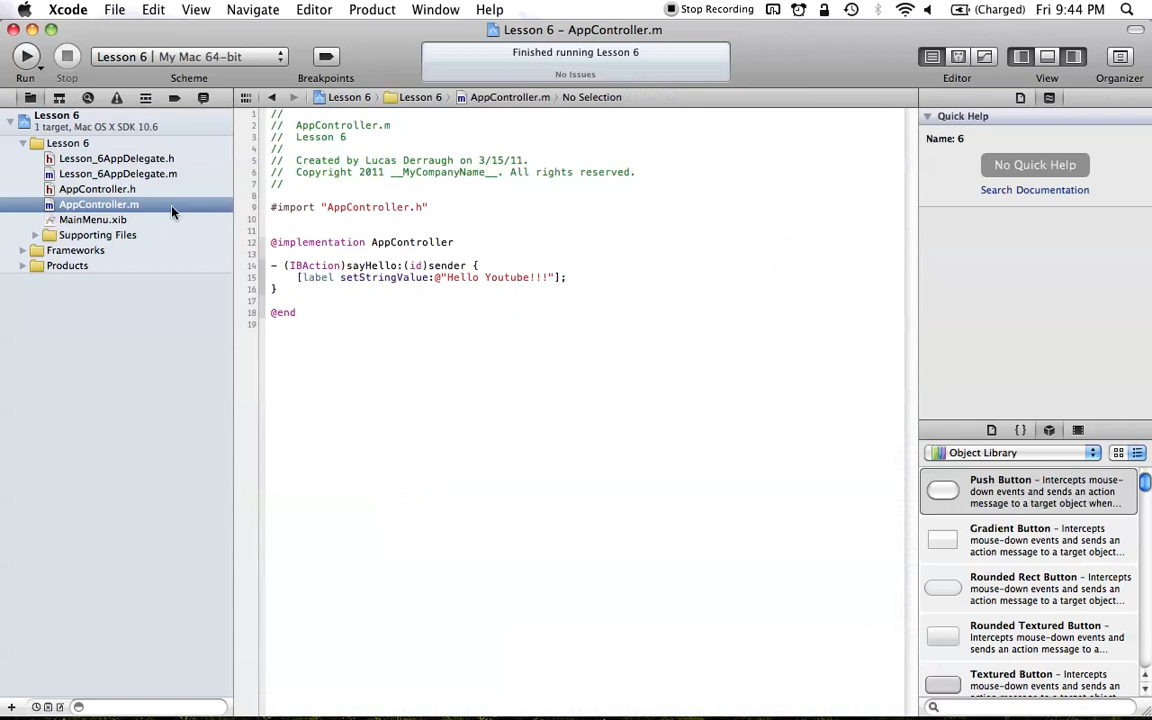 Xcode File Edit View Navigate Editor Product Window Help Stop Recording (Charged) Fri 9:44 PM
Lesson 6 – AppController.m
Lesson 6 | My Mac 64-bit
Finished running Lesson 6
No Issues
Run Stop Scheme Breakpoints Editor View Organizer
Lesson 6 Lesson 6 AppController.m No Selection
Lesson 6
1 target, Mac OS X SDK 10.6
Lesson 6
Lesson_6AppDelegate.h
Lesson_6AppDelegate.m
AppController.h
AppController.m
MainMenu.xib
Supporting Files
Frameworks
Products
1 //
2 //  AppController.m
3 //  Lesson 6
4 //
5 //  Created by Lucas Derraugh on 3/15/11.
6 //  Copyright 2011 __MyCompanyName__. All rights reserved.
7 //
8
9 #import "AppController.h"
10
11
12 @implementation AppController
13
14 - (IBAction)sayHello:(id)sender {
15     [label setStringValue:@"Hello Youtube!!!"];
16 }
17
18 @end
19
Quick Help
Name: 6
No Quick Help
Search Documentation
{ }
Object Library
Push Button – Intercepts mouse-
down events and sends an action
message to a target object when...
Gradient Button – Intercepts
mouse-down events and sends an
action message to a target object...
Rounded Rect Button – Intercepts
mouse-down events and sends an
action message to a target object...
Rounded Textured Button –
Intercepts mouse-down events and
sends an action message to a...
Textured Button – Intercepts
mouse-down events and sends an
action message to a target object...